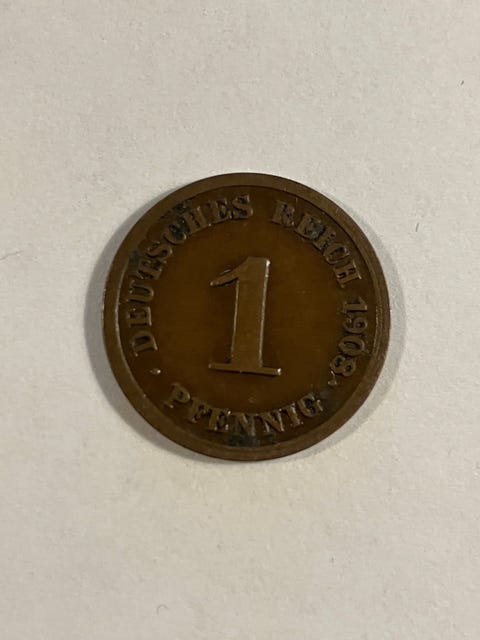 DEUTSCHES REICH 1908.
1
· PFENNIG